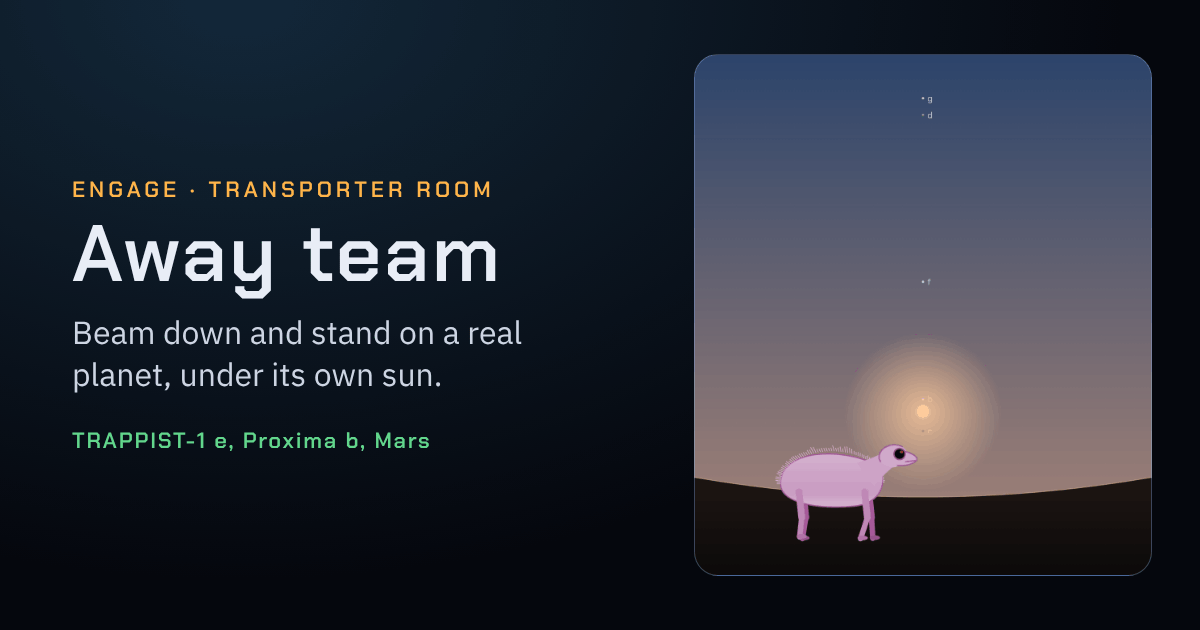 ENGAGE · TRANSPORTER ROOM
Away team
Beam down and stand on a real
planet, under its own sun.
TRAPPIST-1 e, Proxima b, Mars
g
d
f